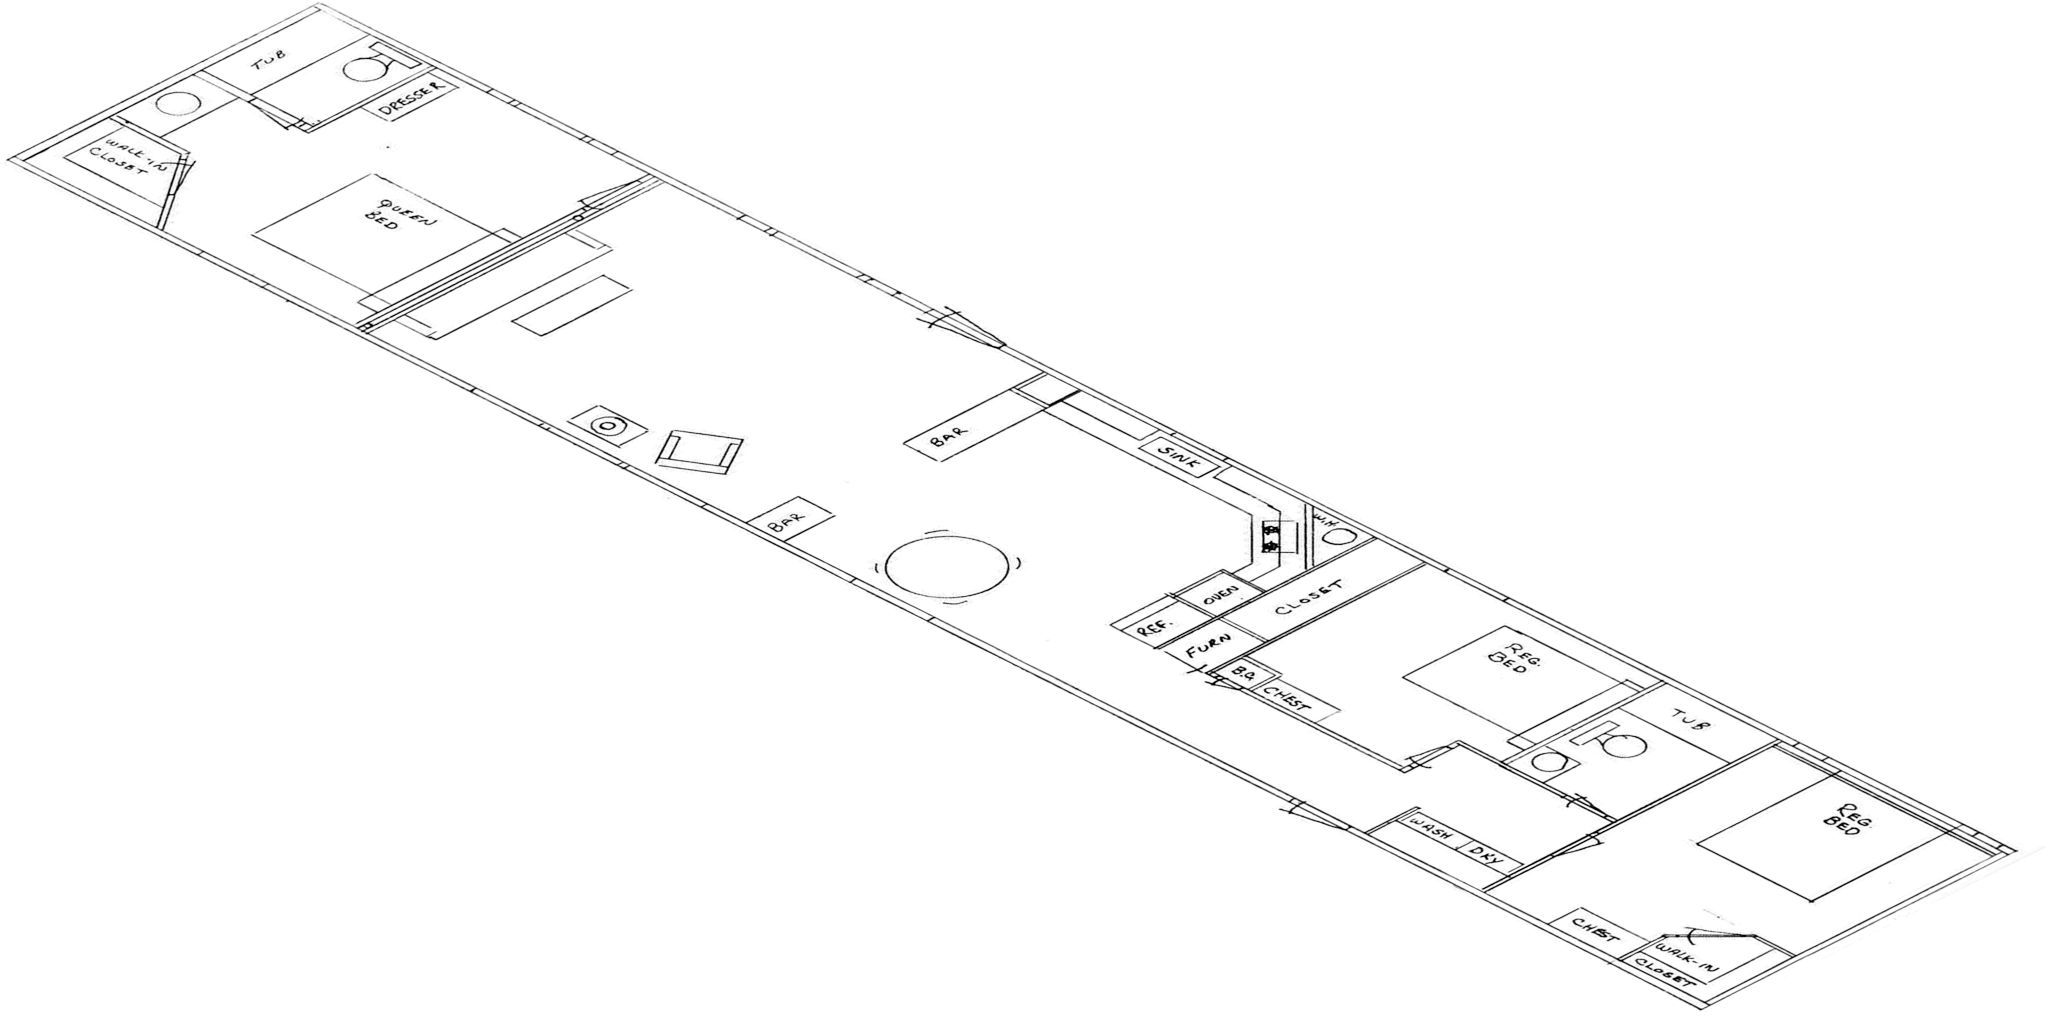 TUB
DRESSER
WALK-IN
CLOSET
QUEEN
BED
BAR
SINK
BAR
W.H.
OVEN
CLOSET
REF.
FURN
B.G.
CHEST
REG.
BED
TUB
WASH
DRY
REG.
BED
CHEST
WALK-IN
CLOSET